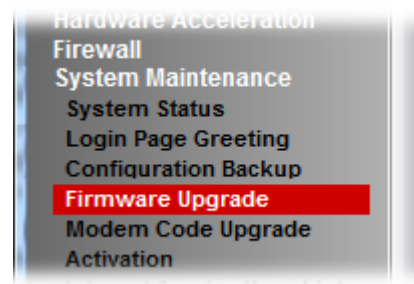 Hardware Acceleration
Firewall
System Maintenance
System Status
Login Page Greeting
Configuration Backup
Firmware Upgrade
Modem Code Upgrade
Activation